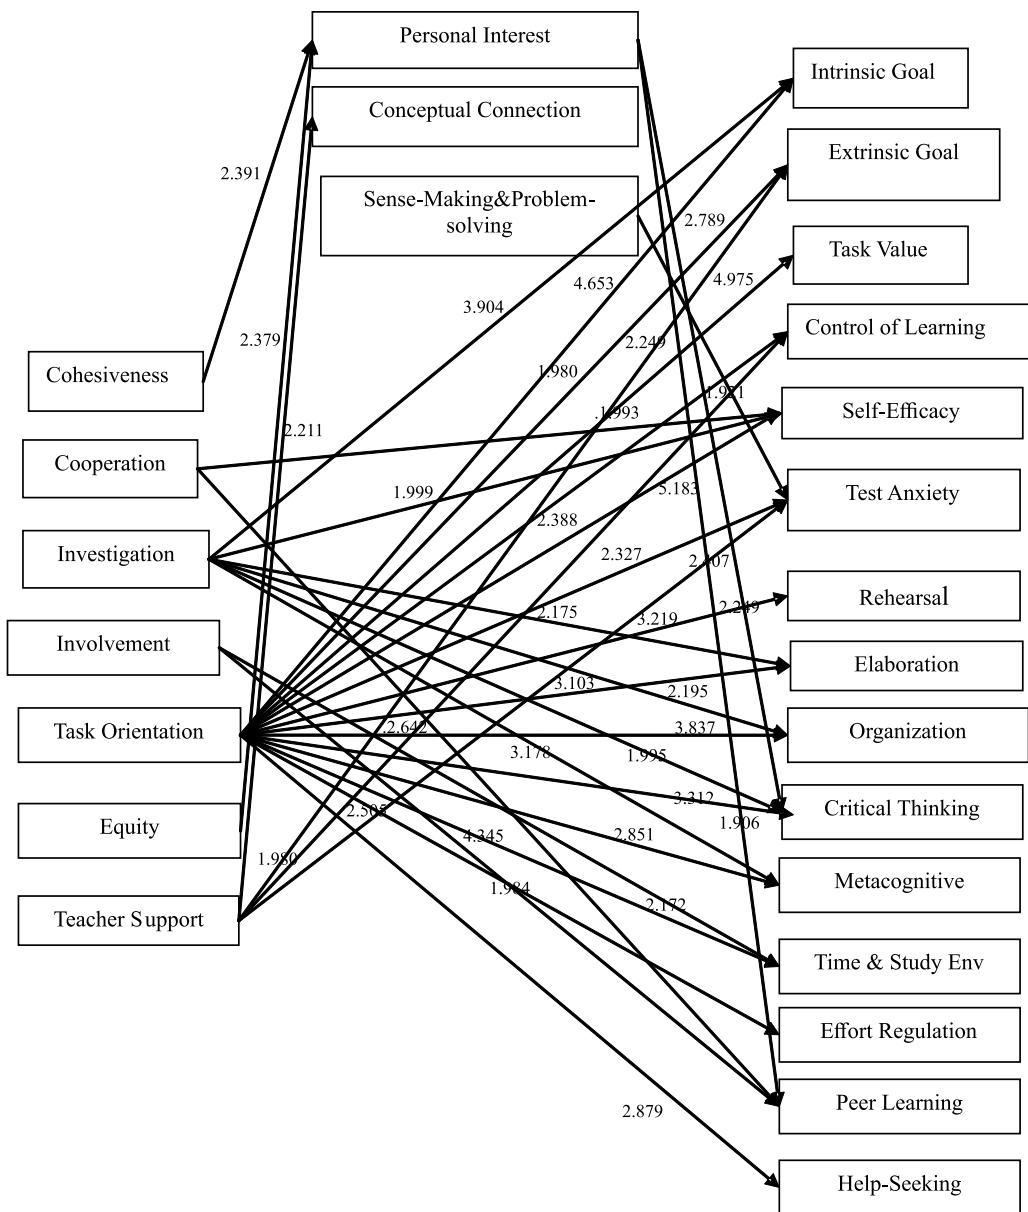 Personal Interest
Conceptual Connection
Sense-Making&Problem-
solving
Cohesiveness
Cooperation
Investigation
Involvement
Task Orientation
Equity
Teacher Support
Intrinsic Goal
Extrinsic Goal
Task Value
Control of Learning
Self-Efficacy
Test Anxiety
Rehearsal
Elaboration
Organization
Critical Thinking
Metacognitive
Time & Study Env
Effort Regulation
Peer Learning
Help-Seeking
2.391
2.789
4.653
4.975
3.904
2.379
2.249
1.980
1.921
.1.993
2.211
1.999
5.183
2.388
2.327
2.107
2.175
3.219
2.249
3.103
2.195
.2.642
3.837
3.178
1.995
3.312
2.505
1.906
4.345
2.851
1.980
1.984
2.172
2.879